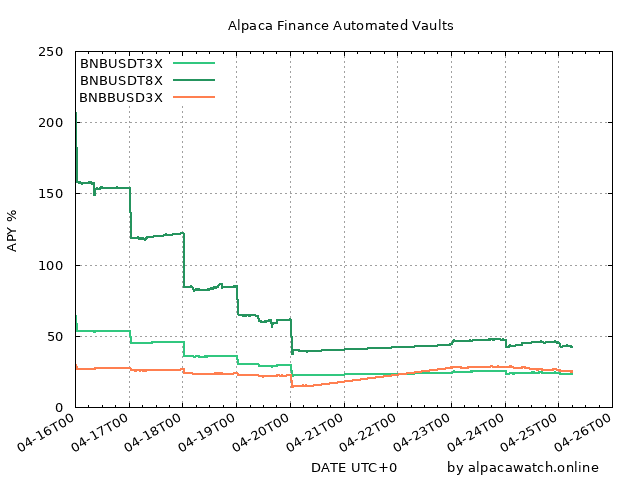 Alpaca Finance Automated Vaults
BNBUSDT3X
BNBUSDT8X
BNBBUSD3X
APY %
250
200
150
100
50
0
04-16T00
04-17T00
04-18T00
04-19T00
04-20T00
04-21T00
04-22T00
04-23T00
04-24T00
04-25T00
04-26T00
DATE UTC+0
by alpacawatch.online